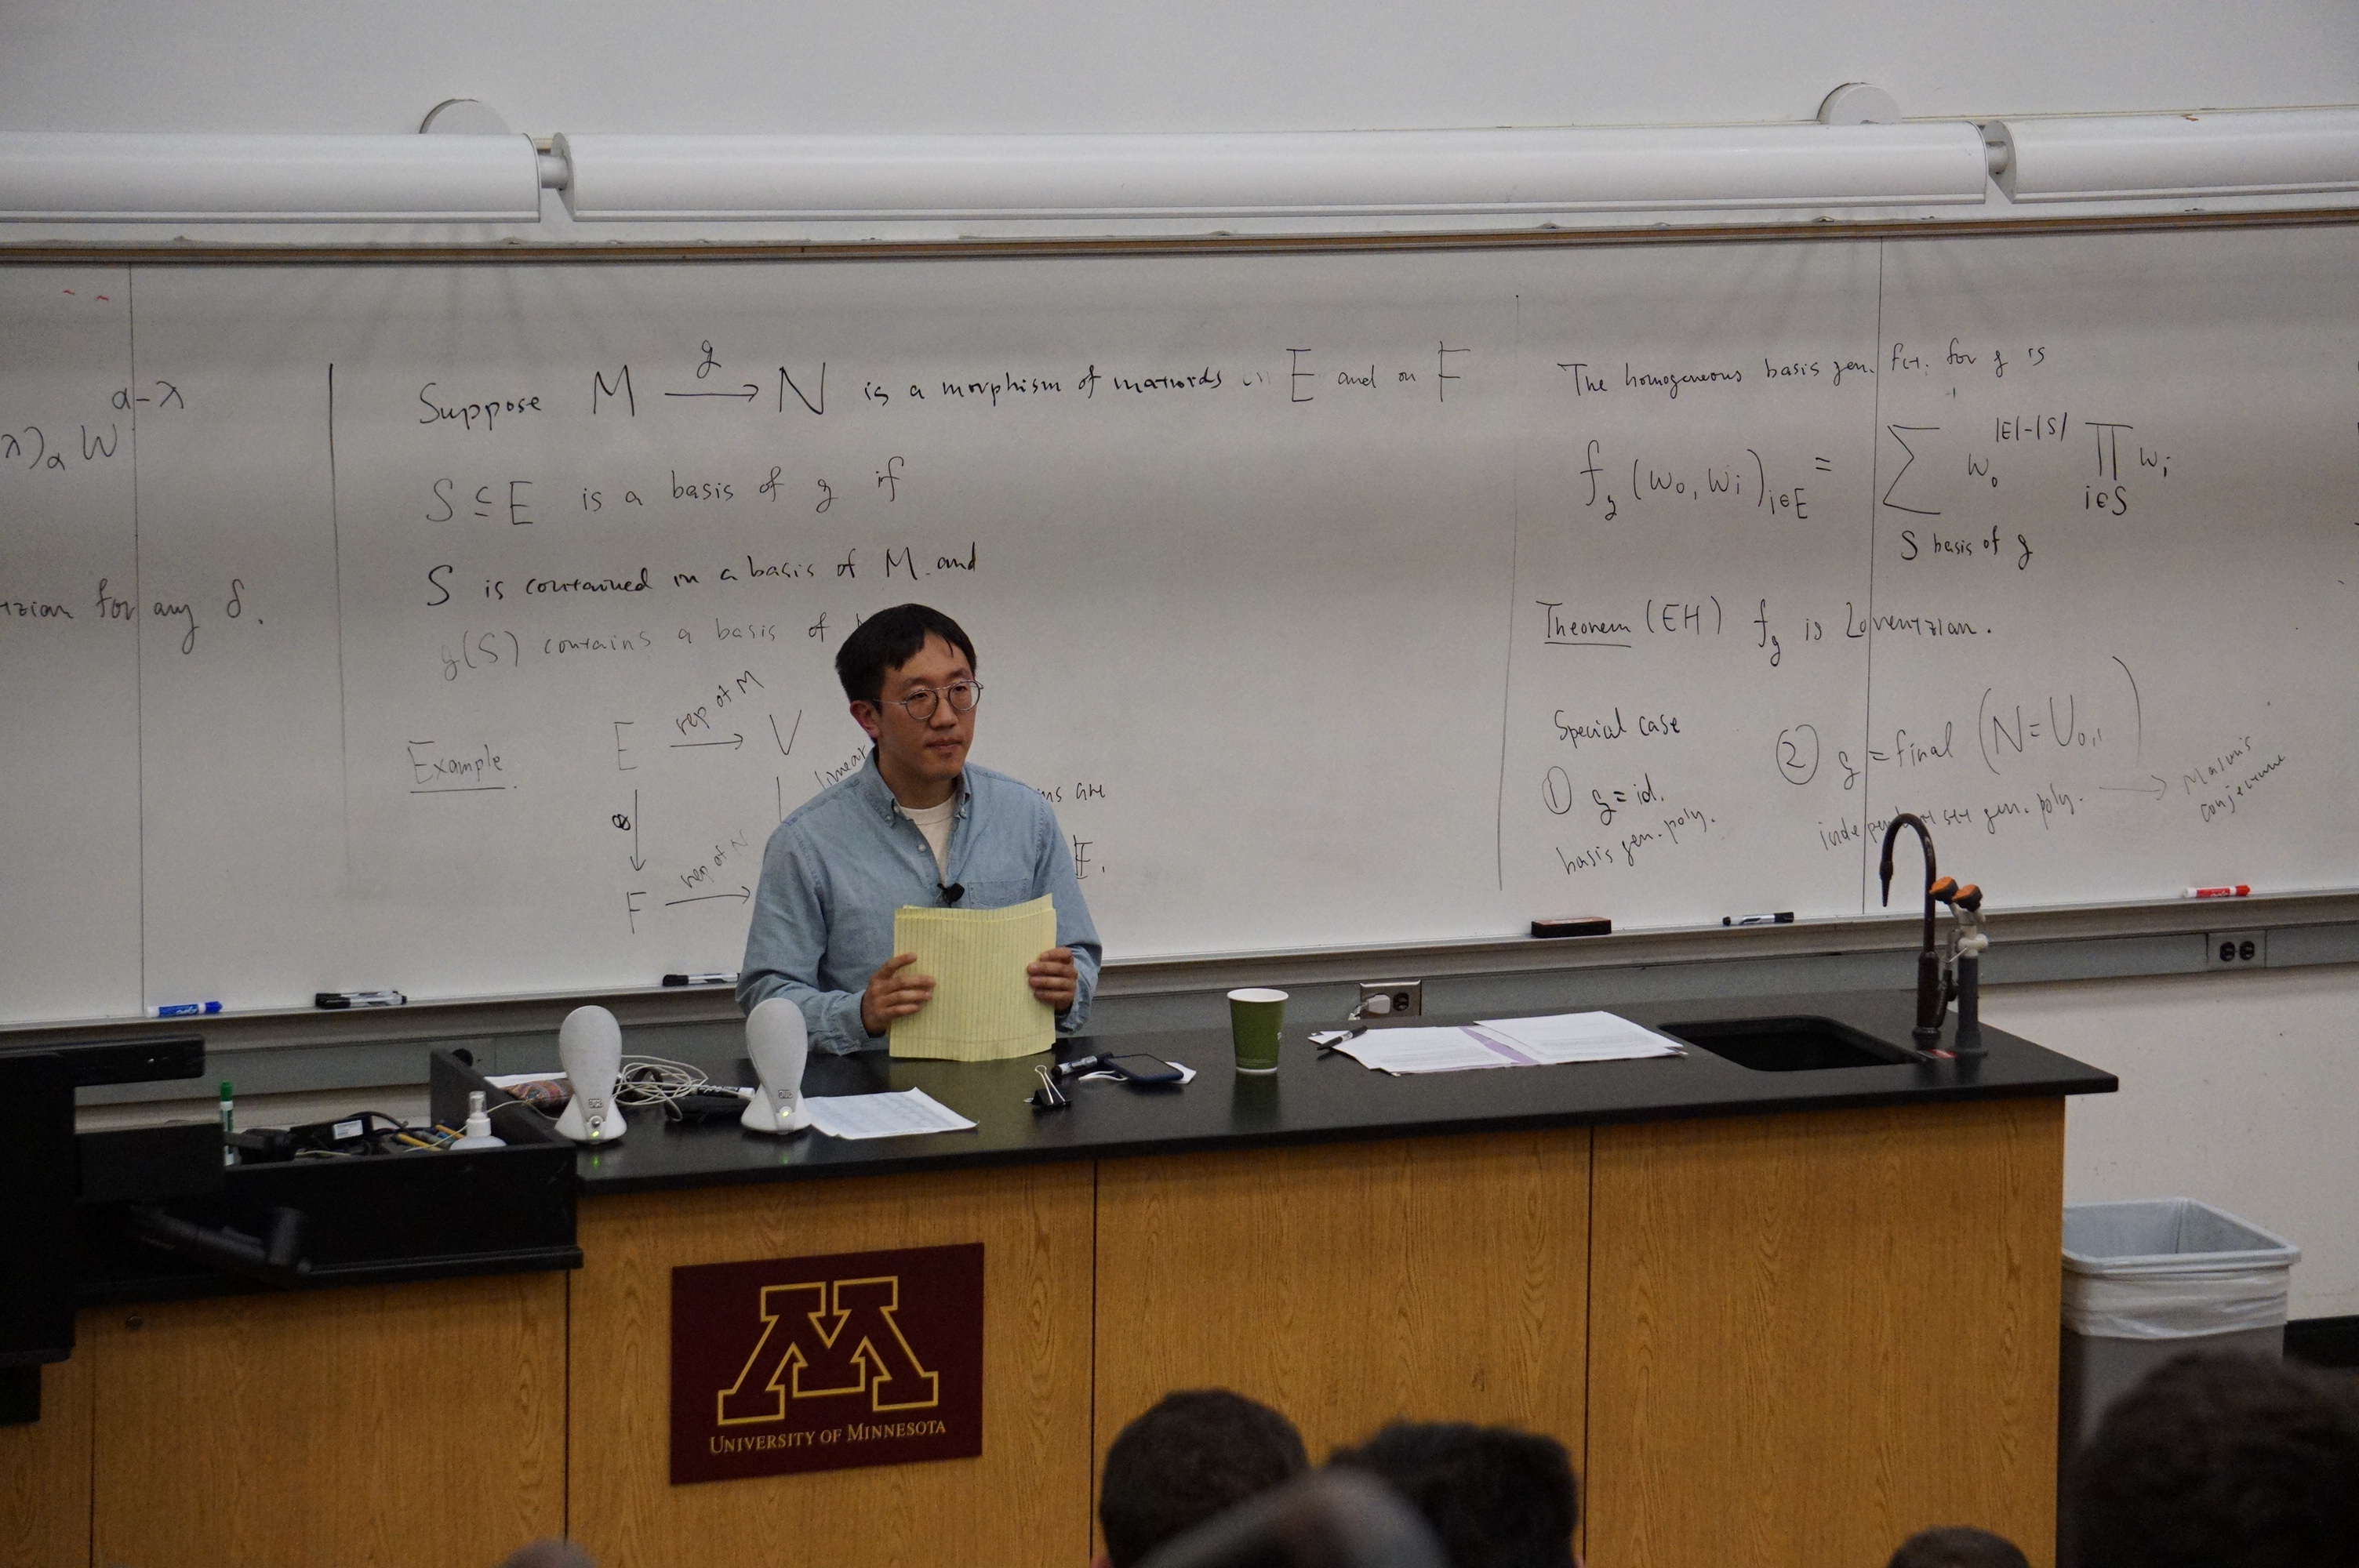 a-λ
λ)α W
for any δ.
Suppose M →g N is a morphism of matroids on E and on F
S ⊆ E is a basis of g if
S is contained in a basis of M and
g(S) contains a basis of
Example.
E → V
rep of M
linear
g
F →
rep of N
are
E.
The homogeneous basis gen. fct. for g is
f_g (w_0, w_i)_{i∈E} = ∑_{S basis of g} w_0^{|E|-|S|} ∏_{i∈S} w_i
Theorem (EH) f_g is Lorentzian.
Special case
① g = id.
basis gen. poly.
② g = final (N = U_{0,1})
independent set gen. poly. → Mason's
conjecture
M
UNIVERSITY OF MINNESOTA